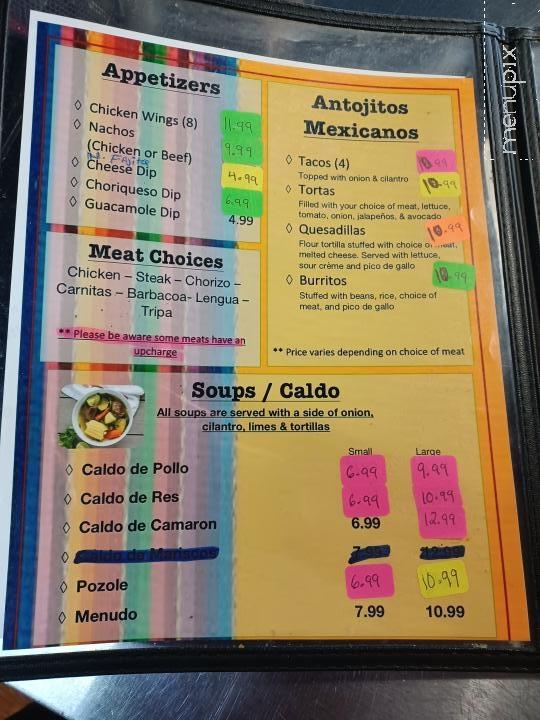 menupix
Appetizers
◊ Chicken Wings (8) 11.99
◊ Nachos
(Chicken or Beef) 9.99
N. Fajita
◊ Cheese Dip 4.99
◊ Choriqueso Dip 6.99
◊ Guacamole Dip 4.99
Meat Choices
Chicken – Steak – Chorizo –
Carnitas – Barbacoa- Lengua –
Tripa
** Please be aware some meats have an
upcharge
Antojitos
Mexicanos
◊ Tacos (4) 10.99
Topped with onion & cilantro
◊ Tortas 10.99
Filled with your choice of meat, lettuce,
tomato, onion, jalapeños, & avocado
◊ Quesadillas 10.99
Flour tortilla stuffed with choice of meat,
melted cheese. Served with lettuce,
sour crème and pico de gallo
◊ Burritos 10.99
Stuffed with beans, rice, choice of
meat, and pico de gallo
** Price varies depending on choice of meat
Soups / Caldo
All soups are served with a side of onion,
cilantro, limes & tortillas
Small Large
◊ Caldo de Pollo 6.99 9.99
◊ Caldo de Res 6.99 10.99
◊ Caldo de Camaron 6.99 12.99
◊ Caldo de Mariscos 7.99 12.99
◊ Pozole 6.99 10.99
◊ Menudo 7.99 10.99